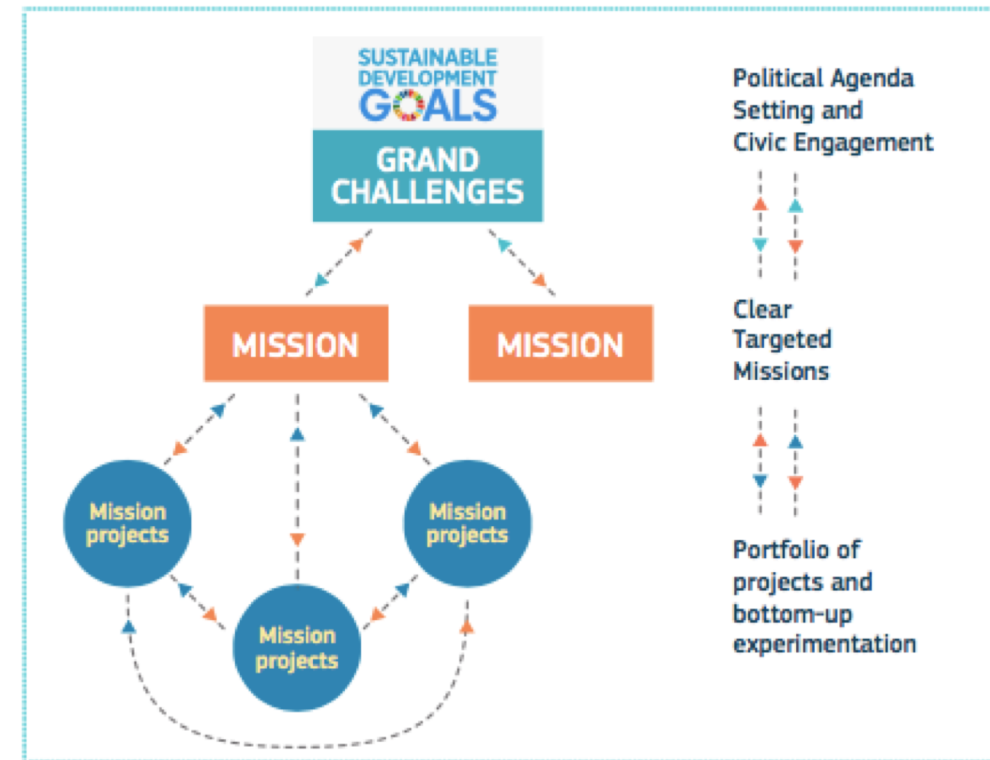 SUSTAINABLE
DEVELOPMENT
GOALS
GRAND
CHALLENGES
MISSION
MISSION
Mission
projects
Mission
projects
Mission
projects
Political Agenda
Setting and
Civic Engagement
Clear
Targeted
Missions
Portfolio of
projects and
bottom-up
experimentation